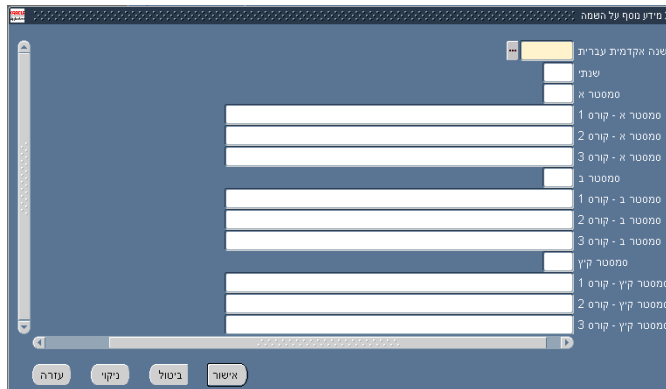 מידע נוסף על השמה
שנה אקדמית עברית
שנתי
סמסטר א
סמסטר א - קורס 1
סמסטר א - קורס 2
סמסטר א - קורס 3
סמסטר ב
סמסטר ב - קורס 1
סמסטר ב - קורס 2
סמסטר ב - קורס 3
סמסטר קיץ
סמסטר קיץ - קורס 1
סמסטר קיץ - קורס 2
סמסטר קיץ - קורס 3
אישור ביטול ניקוי עזרה